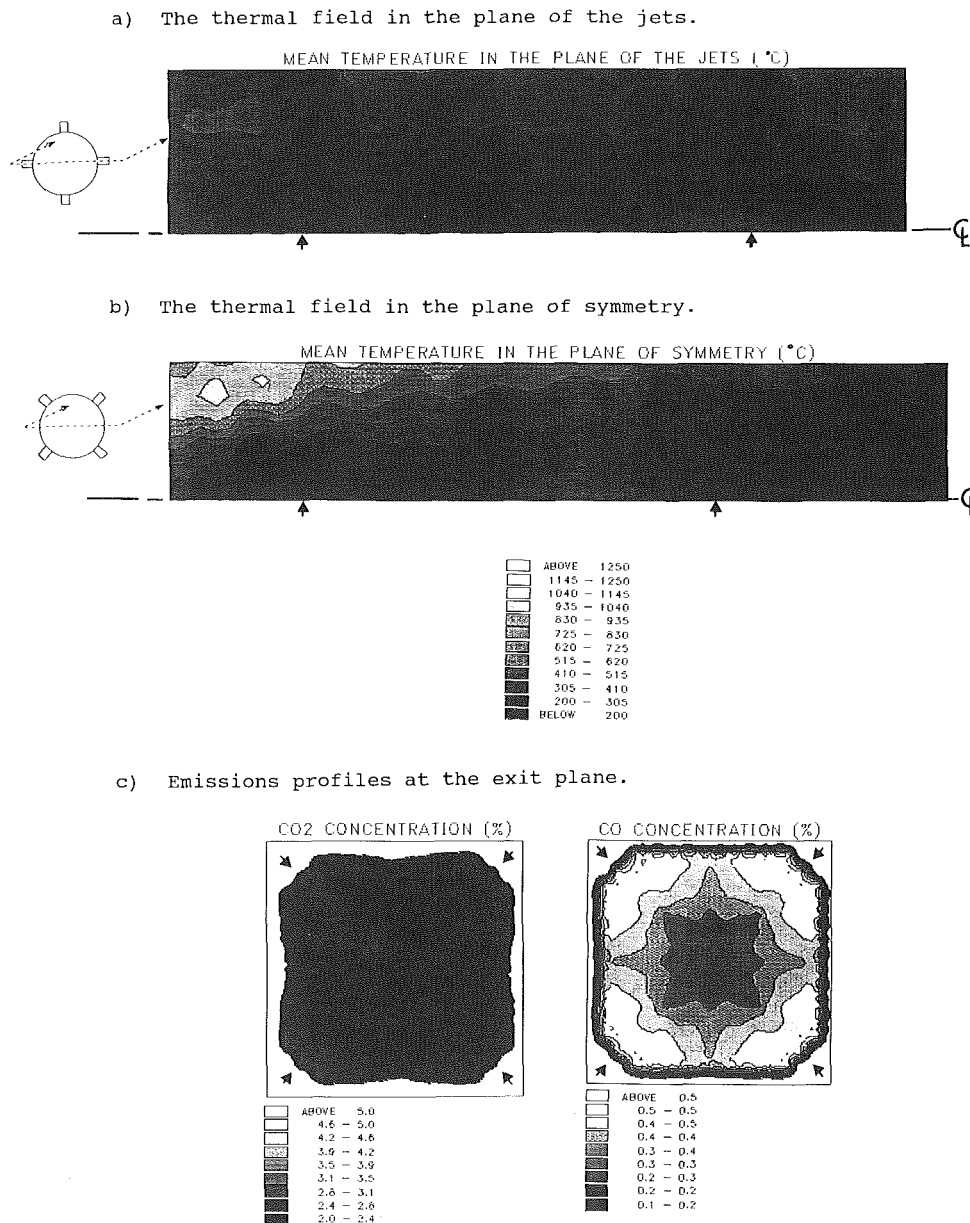 a) The thermal field in the plane of the jets.
MEAN TEMPERATURE IN THE PLANE OF THE JETS (°C)
℄
b) The thermal field in the plane of symmetry.
MEAN TEMPERATURE IN THE PLANE OF SYMMETRY (°C)
℄
ABOVE 1250
1145 - 1250
1040 - 1145
935 - 1040
830 - 935
725 - 830
620 - 725
515 - 620
410 - 515
305 - 410
200 - 305
BELOW 200
c) Emissions profiles at the exit plane.
CO2 CONCENTRATION (%)
ABOVE 5.0
4.6 - 5.0
4.2 - 4.6
3.9 - 4.2
3.5 - 3.9
3.1 - 3.5
2.8 - 3.1
2.4 - 2.8
2.0 - 2.4
CO CONCENTRATION (%)
ABOVE 0.5
0.5 - 0.5
0.4 - 0.5
0.4 - 0.4
0.3 - 0.4
0.3 - 0.3
0.2 - 0.3
0.2 - 0.2
0.1 - 0.2